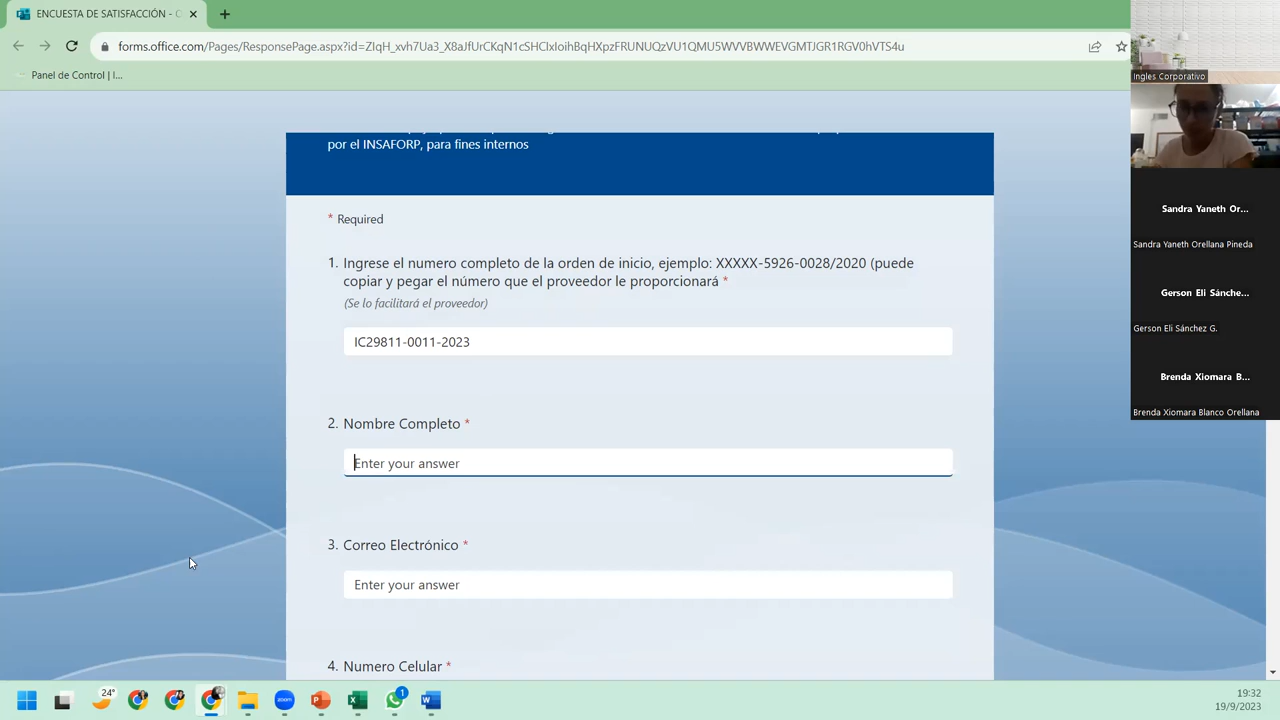 ENCUESTA DE SATISFACCIÓN - C
forms.office.com/Pages/
Panel de Control | I...
por el INSAFORP, para fines internos
* Required
1. Ingrese el numero completo de la orden de inicio, ejemplo: XXXXX-5926-0028/2020 (puede
copiar y pegar el número que el proveedor le proporcionará *
(Se lo facilitará el proveedor)
IC29811-0011-2023
2. Nombre Completo *
Enter your answer
3. Correo Electrónico *
Enter your answer
4. Numero Celular *
Ingles Corporativo
Sandra Yaneth Or...
Sandra Yaneth Orellana Pineda
Gerson Eli Sánche...
Gerson Eli Sánchez G.
Brenda Xiomara B...
Brenda Xiomara Blanco Orellana
24°
zoom
1
19:32
19/9/2023